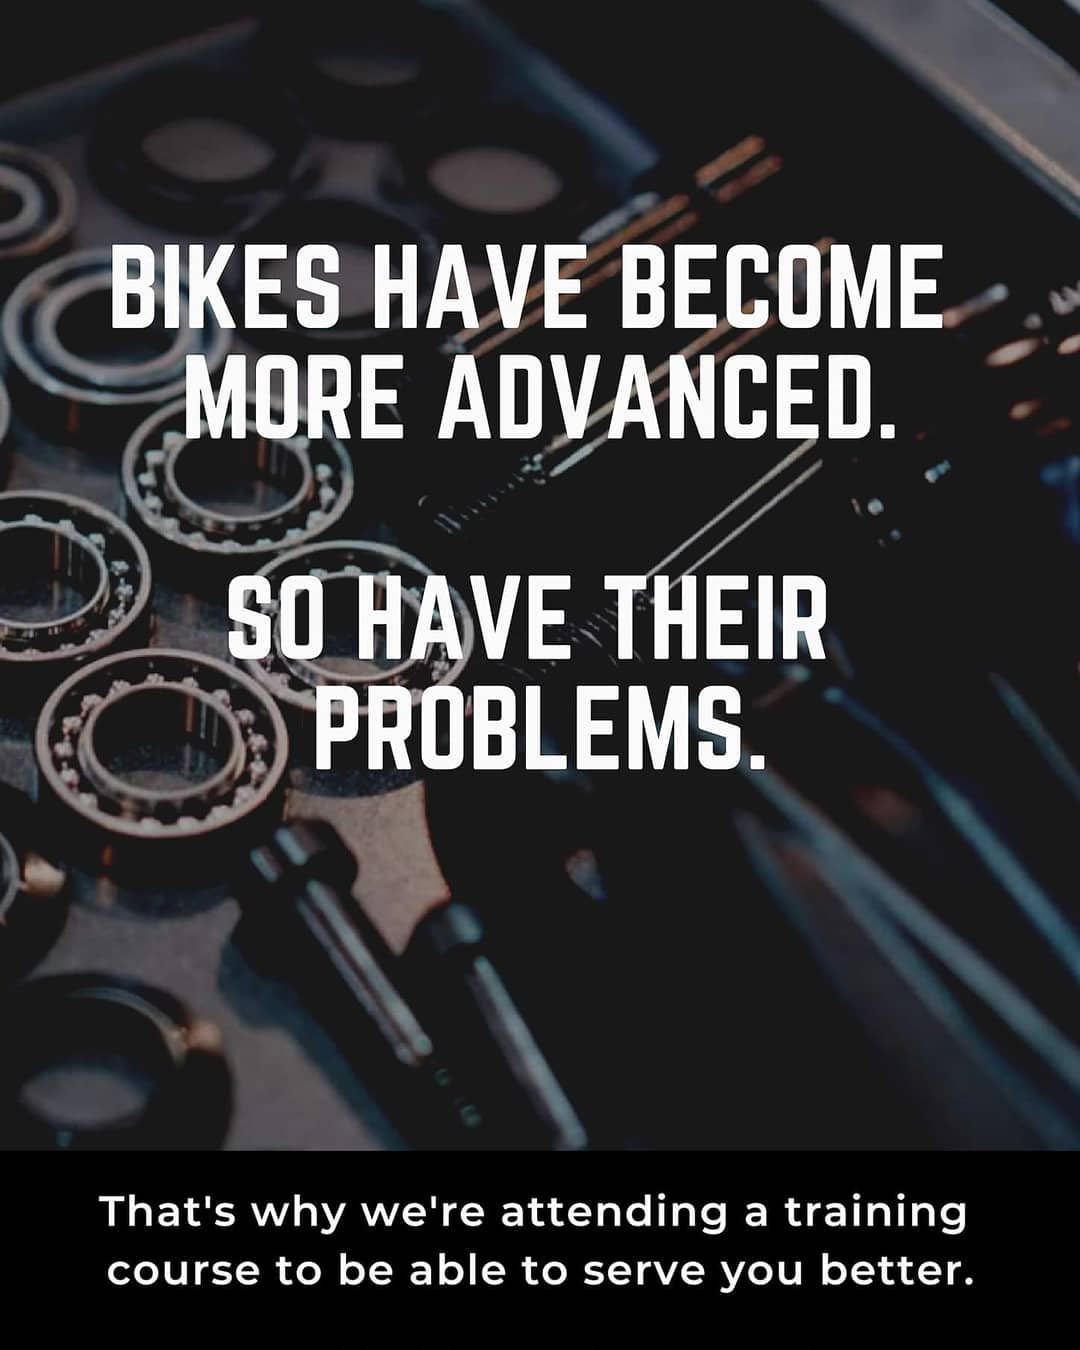 BIKES HAVE BECOME
MORE ADVANCED.
SO HAVE THEIR
PROBLEMS.
That's why we're attending a training
course to be able to serve you better.